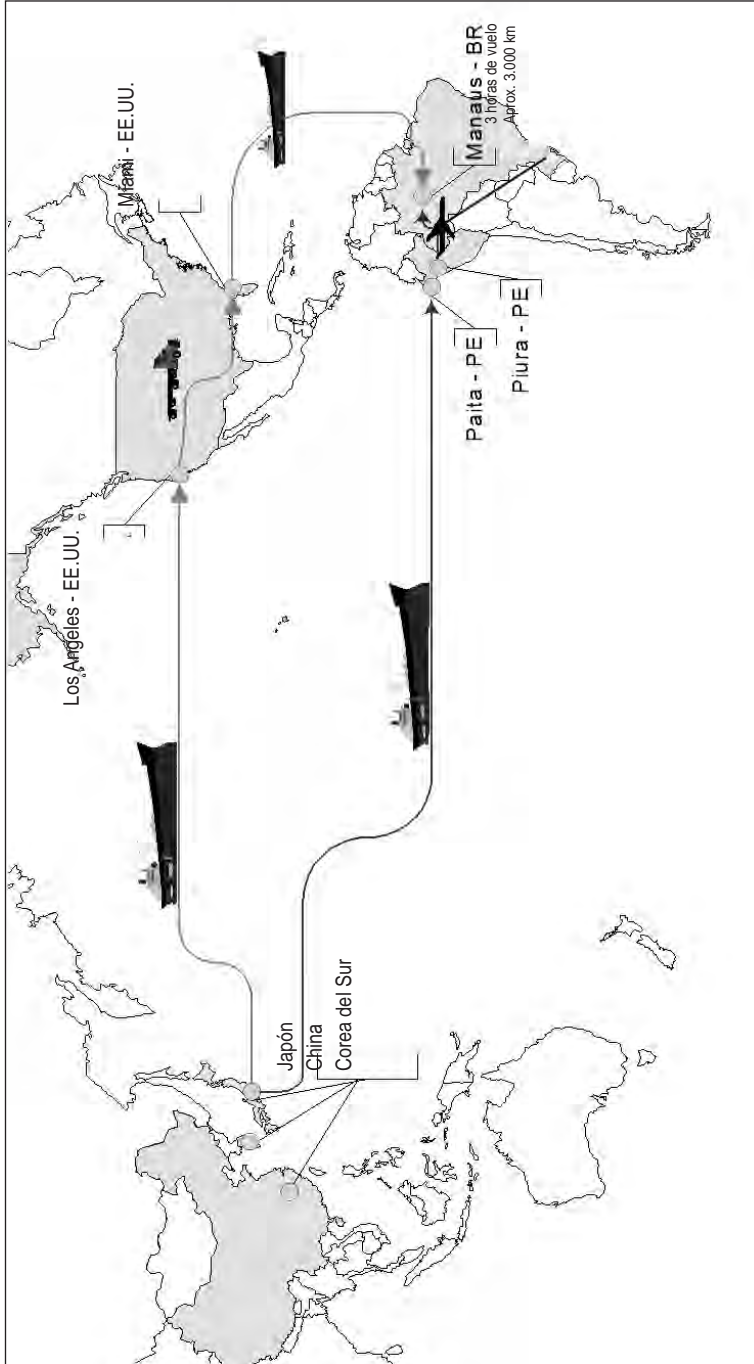 Los Angeles - EE.UU.
Miami - EE.UU.
Manaus - BR
3 horas de vuelo
Aprox. 3.000 km
Paita - PE
Piura - PE
Japón
China
Corea del Sur